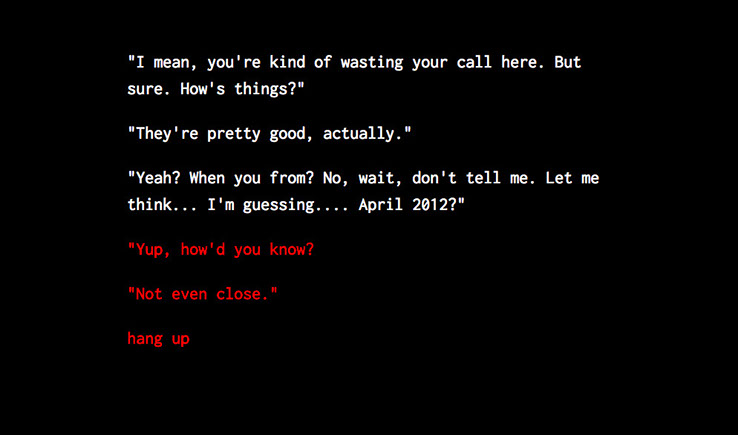 "I mean, you're kind of wasting your call here. But
sure. How's things?"
"They're pretty good, actually."
"Yeah? When you from? No, wait, don't tell me. Let me
think... I'm guessing.... April 2012?"
"Yup, how'd you know?
"Not even close."
hang up